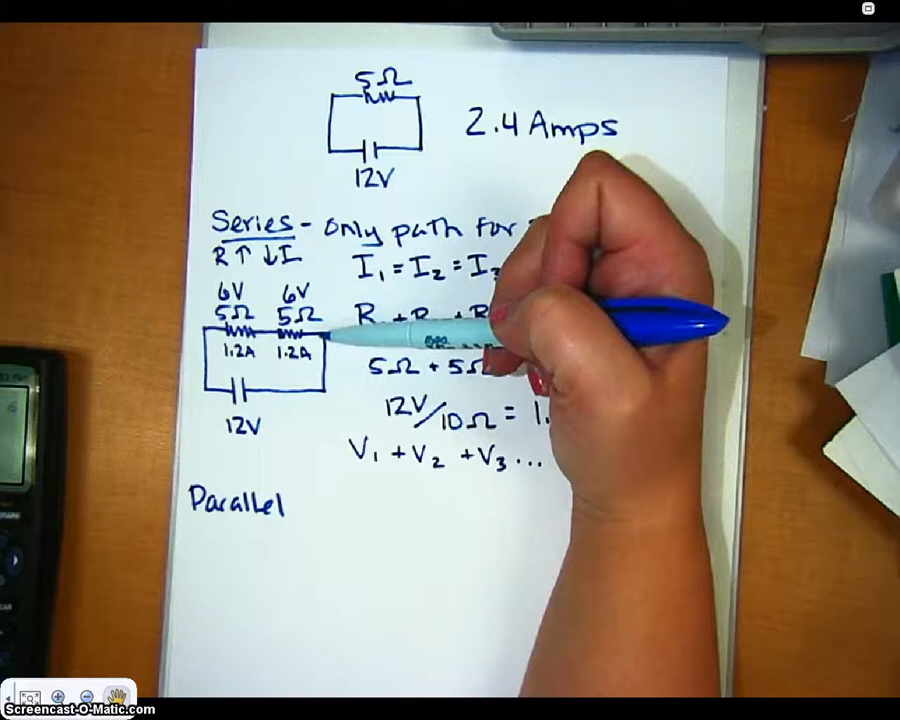 5Ω
2.4 Amps
12V
Series - only path for
R↑ ↓I
I₁ = I₂ = I₃
6V 6V
5Ω 5Ω
1.2A 1.2A
12V
R + R + R
5Ω + 5Ω
12V/10Ω = 1.
V₁ + V₂ + V₃ ...
Parallel
Screencast-O-Matic.com